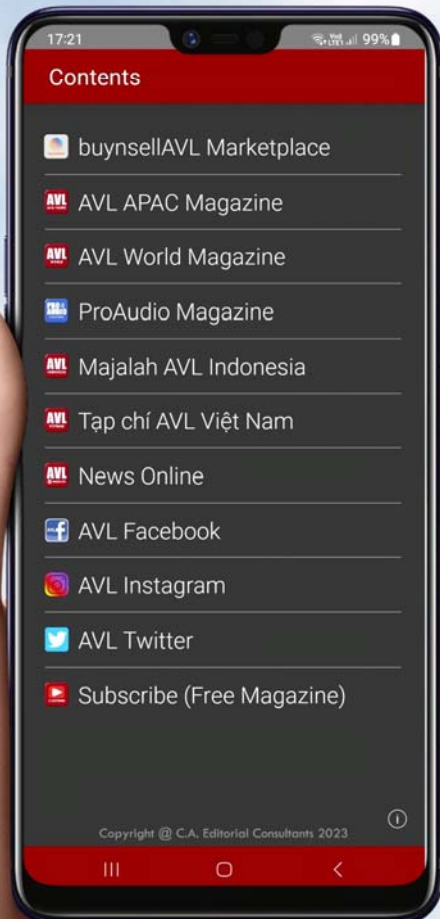 17:21
99%
Contents
buynsellAVL Marketplace
AVL APAC Magazine
AVL World Magazine
ProAudio Magazine
Majalah AVL Indonesia
Tạp chí AVL Việt Nam
News Online
AVL Facebook
AVL Instagram
AVL Twitter
Subscribe (Free Magazine)
Copyright @ C.A. Editorial Consultants 2023